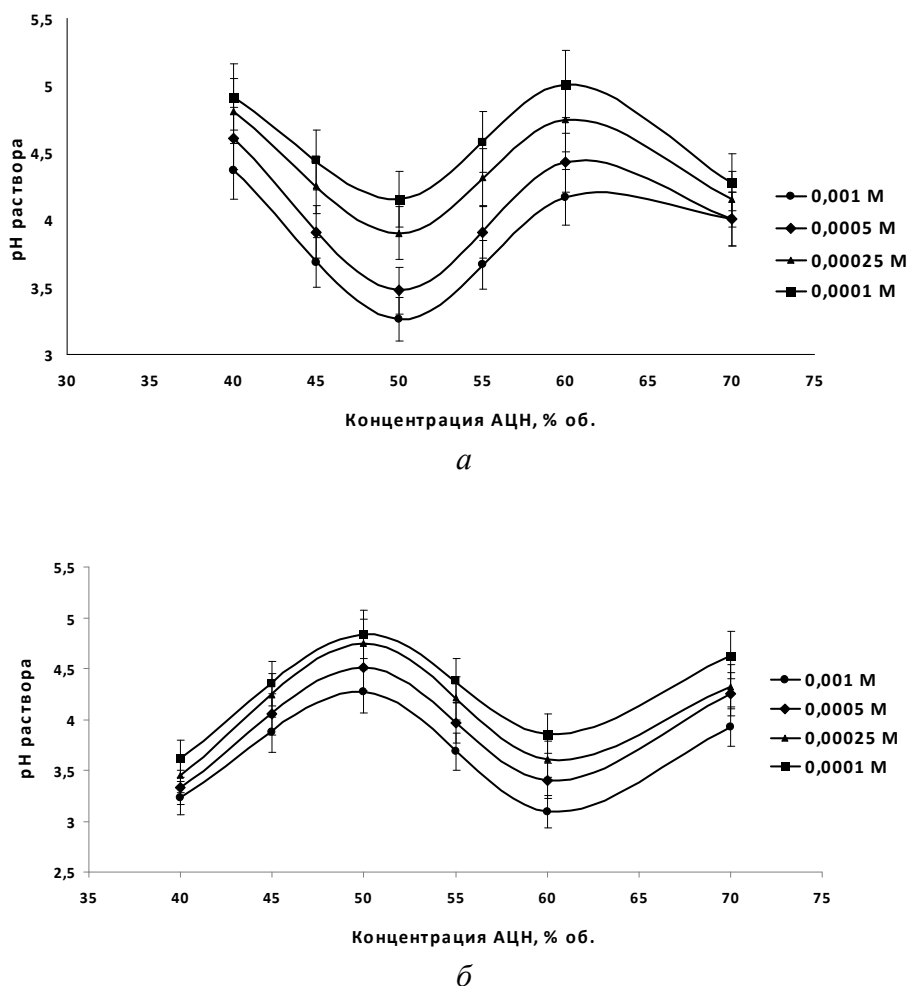 5,5
5
4,5
4
3,5
3
pH раствора
30 35 40 45 50 55 60 65 70 75
Концентрация АЦН, % об.
0,001 М
0,0005 М
0,00025 М
0,0001 М
а
5,5
5
4,5
4
3,5
3
2,5
pH раствора
35 40 45 50 55 60 65 70 75
Концентрация АЦН, % об.
0,001 М
0,0005 М
0,00025 М
0,0001 М
б